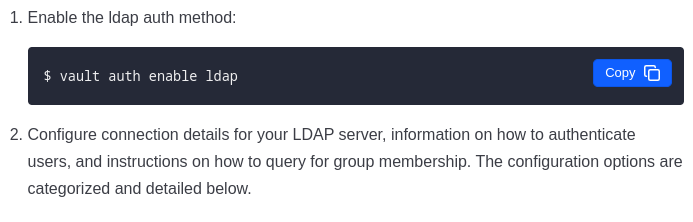 1. Enable the ldap auth method:
$ vault auth enable ldap
Copy
2. Configure connection details for your LDAP server, information on how to authenticate
users, and instructions on how to query for group membership. The configuration options are
categorized and detailed below.